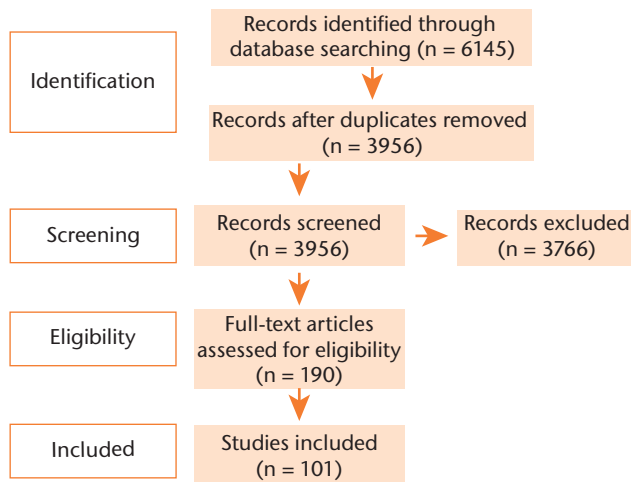 Records identified through
database searching (n = 6145)
Identification
Records after duplicates removed
(n = 3956)
Screening
Records screened
(n = 3956)
Records excluded
(n = 3766)
Eligibility
Full-text articles
assessed for eligibility
(n = 190)
Included
Studies included
(n = 101)